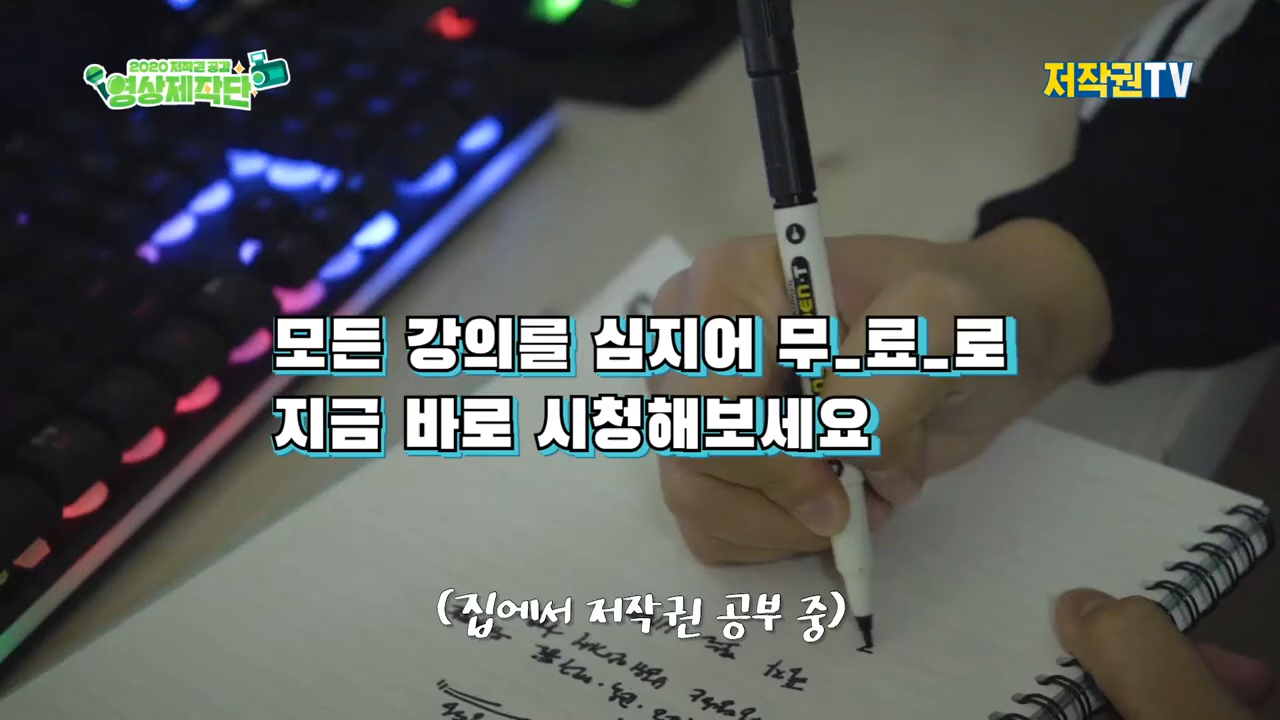 2020 저작권 공감
영상제작단
저작권TV
모든 강의를 심지어 무_료_로
지금 바로 시청해보세요
(집에서 저작권 공부 중)